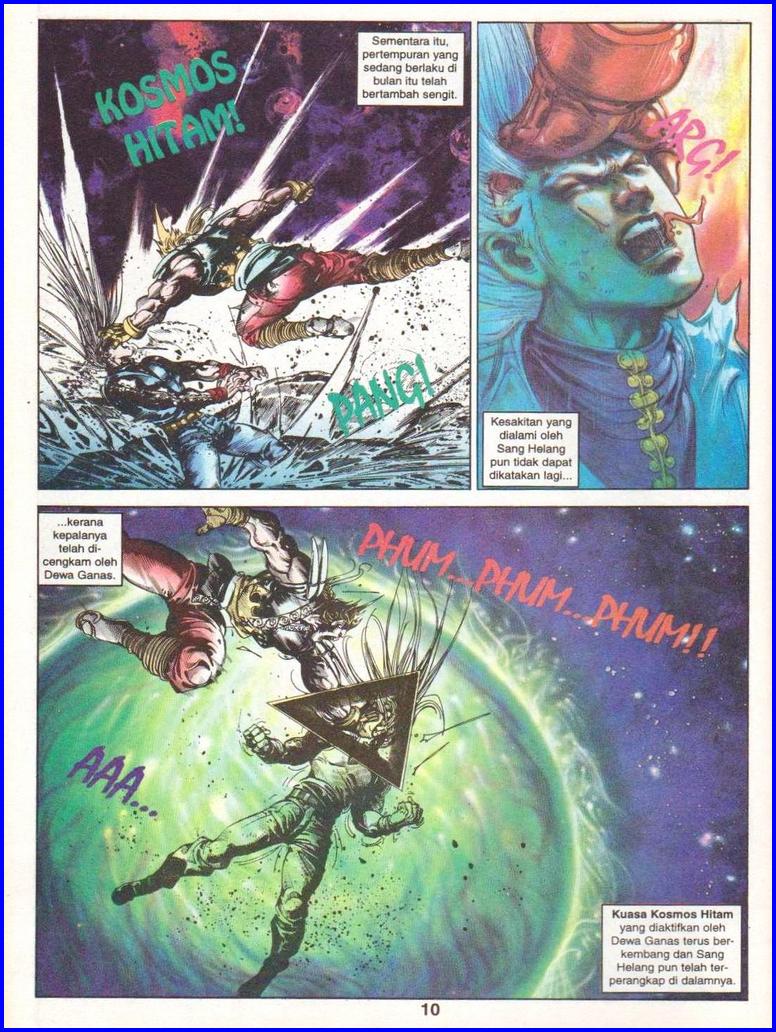 Sementara itu,
pertempuran yang
sedang berlaku di
bulan itu telah
bertambah sengit.
KOSMOS
HITAM!
PANG!
ARG!
Kesakitan yang
dialami oleh
Sang Helang
pun tidak dapat
dikatakan lagi...
...kerana
kepalanya
telah di-
cengkam oleh
Dewa Ganas.
PHUM...PHUM...PHUM!!
AAA...
Kuasa Kosmos Hitam
yang diaktifkan oleh
Dewa Ganas terus ber-
kembang dan Sang
Helang pun telah ter-
perangkap di dalamnya.
10